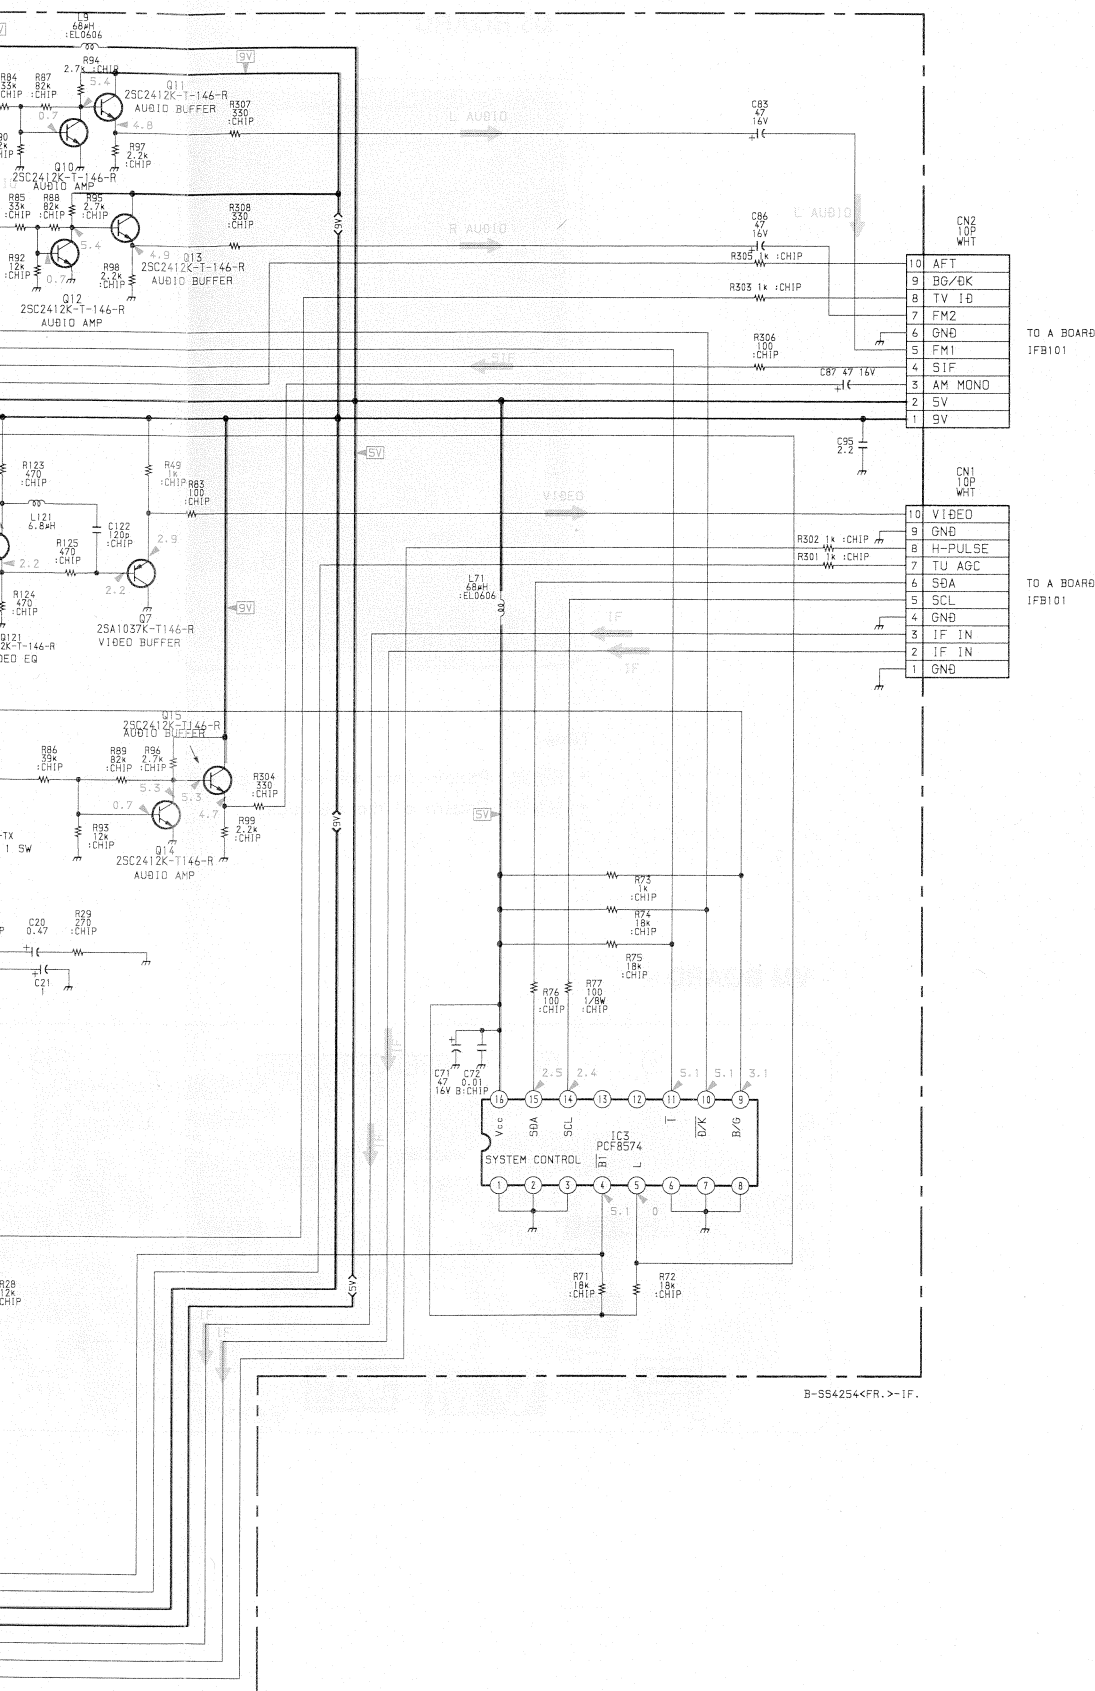 L9
68μH
:EL0606
9V
R94
2.7k :CHIP
R84
33k
CHIP
R87
82k
:CHIP
5.4
Q11
2SC2412K-T-146-R
AUDIO BUFFER
R307
330
:CHIP
L AUDIO
C83
47
16V
0.7
4.8
R97
2.2k
:CHIP
Q10
2SC2412K-T-146-R
AUDIO AMP
R85
33k
:CHIP
R88
82k
:CHIP
R95
2.7k
:CHIP
R308
330
:CHIP
9V
R AUDIO
L AUDIO
C86
47
16V
CN2
10P
WHT
5.4
R92
12k
:CHIP
0.7
R98
2.2k
:CHIP
4.9
Q13
2SC2412K-T-146-R
AUDIO BUFFER
R305 1k :CHIP
R303 1k :CHIP
10 AFT
9 BG/DK
8 TV ID
7 FM2
6 GND
5 FM1
4 SIF
3 AM MONO
2 5V
1 9V
TO A BOARD
IFB101
Q12
2SC2412K-T-146-R
AUDIO AMP
R306
100
:CHIP
SIF
C87 47 16V
C95
2.2
5V
R123
470
:CHIP
R49
1k
:CHIP
R83
100
:CHIP
VIDEO
CN1
10P
WHT
L121
6.8μH
C122
120p
:CHIP
R125
470
:CHIP
2.9
2.2
2.2
R302 1k :CHIP
R301 1k :CHIP
10 VIDEO
9 GND
8 H-PULSE
7 TU AGC
6 SDA
5 SCL
4 GND
3 IF IN
2 IF IN
1 GND
TO A BOARD
IFB101
R124
470
:CHIP
L71
68μH
:EL0606
9V
Q7
2SA1037K-T146-R
VIDEO BUFFER
IF
IF
Q121
2K-T-146-R
DEO EQ
Q15
2SC2412K-T146-R
AUDIO BUFFER
R86
39k
:CHIP
R89
82k
:CHIP
R96
2.7k
:CHIP
R304
330
:CHIP
5.3
5.3
0.7
4.7
R93
12k
:CHIP
R99
2.2k
:CHIP
9V
5V
-TX
1 SW
Q14
2SC2412K-T146-R
AUDIO AMP
R73
1k
:CHIP
C20
0.47
R29
270
:CHIP
R74
18k
:CHIP
C21
1
R75
18k
:CHIP
R76
100
:CHIP
R77
100
1/8W
:CHIP
IF
IF
C71
47
16V
C72
0.01
B:CHIP
2.5
2.4
5.1
5.1
3.1
16 15 14 13 12 11 10 9
Vcc SDA SCL I D/K B/G
IC3
PCF8574
SYSTEM CONTROL
B1 L
1 2 3 4 5 6 7 8
5.1
0
R71
18k
:CHIP
R72
18k
:CHIP
5V
R28
12k
CHIP
IF
IF
B-SS4254<FR.>-IF.